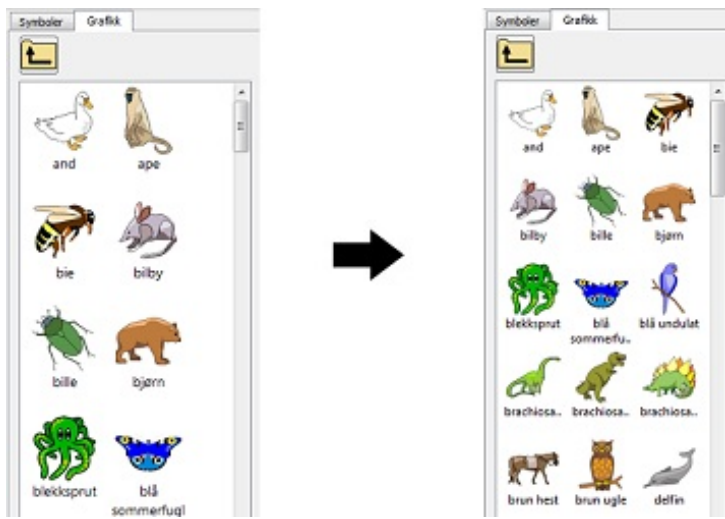 Symboler Grafikk
and ape
bie bilby
bille bjørn
blekksprut blå
sommerfugl
Symboler Grafikk
and ape bie
bilby bille bjørn
blekksprut blå blå undulat
sommerfu..
brachiosa.. brachiosa.. brachiosa..
brun hest brun ugle delfin